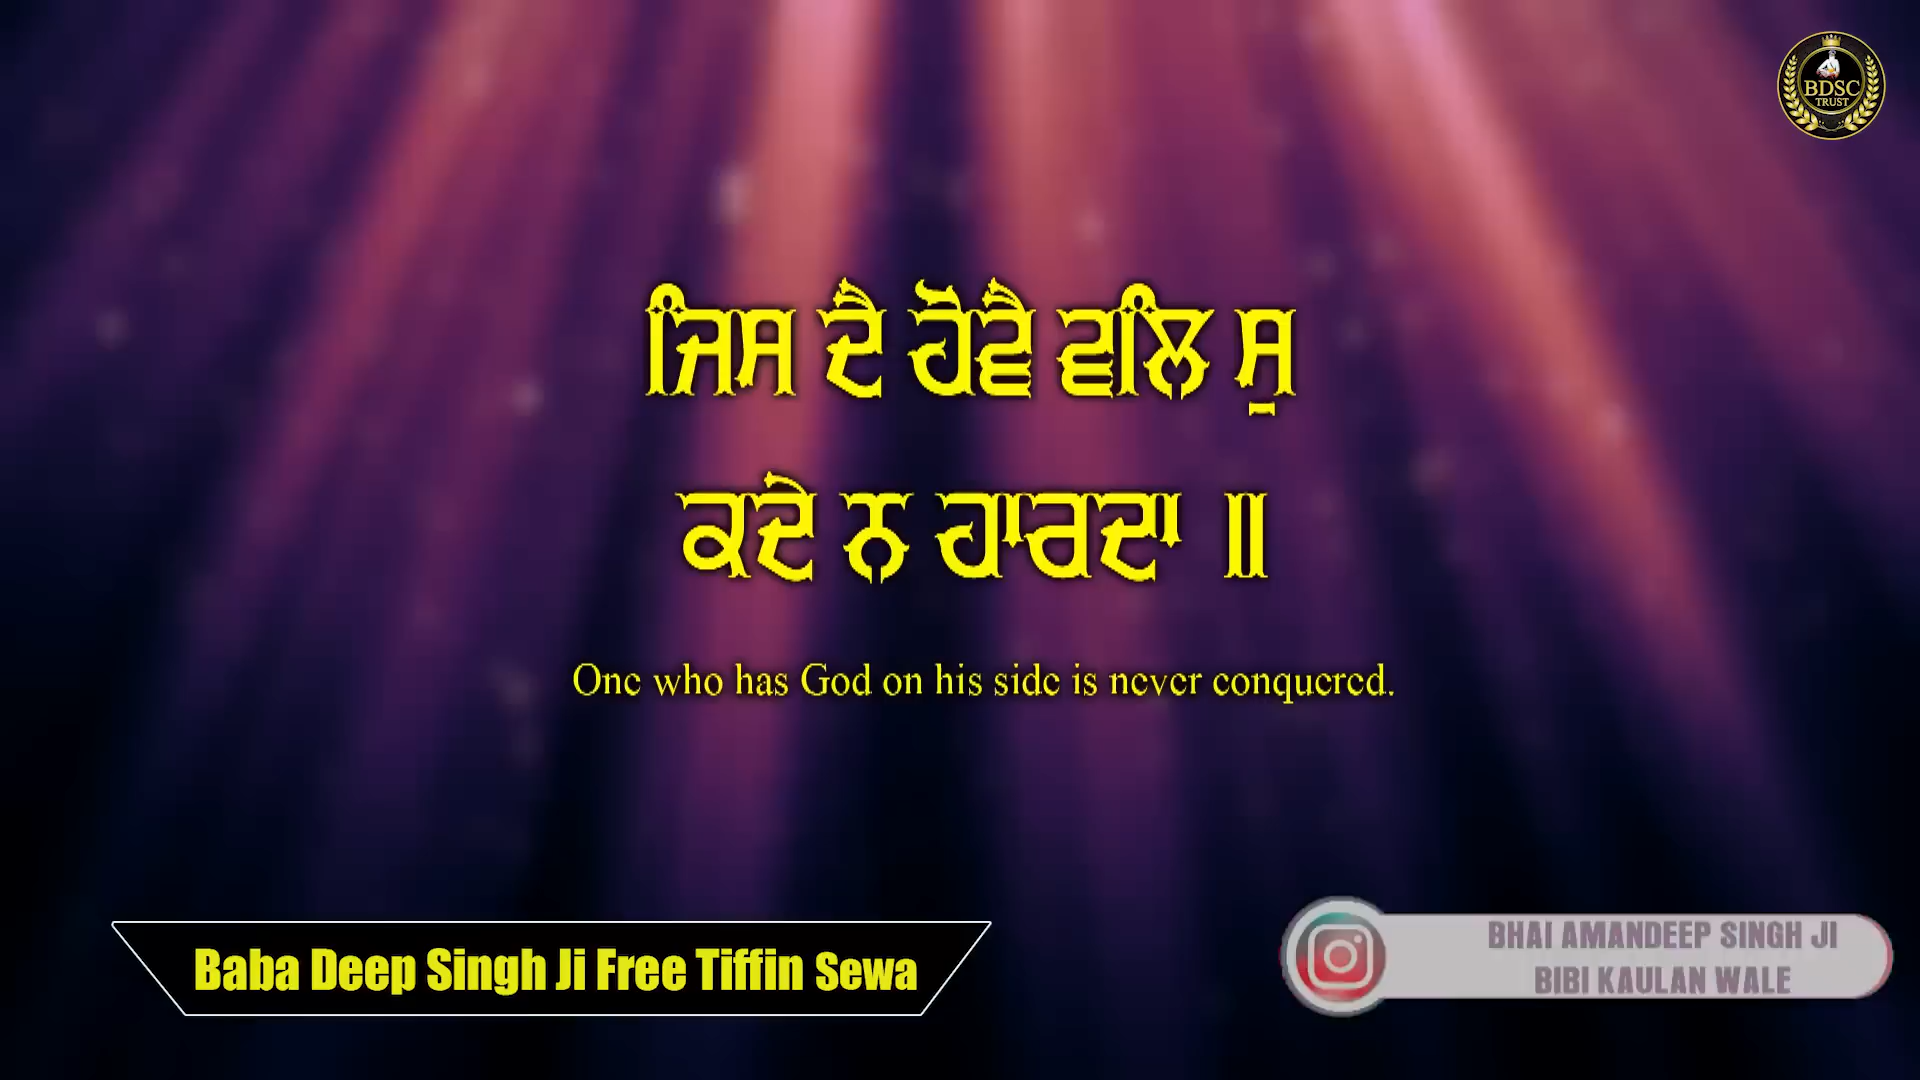 BDSC
TRUST
ਜਿਸ ਦੈ ਹੋਵੈ ਵਲਿ ਸੁ
ਕਦੇ ਨ ਹਾਰਦਾ ॥
One who has God on his side is never conquered.
Baba Deep Singh Ji Free Tiffin Sewa
BHAI AMANDEEP SINGH JI
BIBI KAULAN WALE